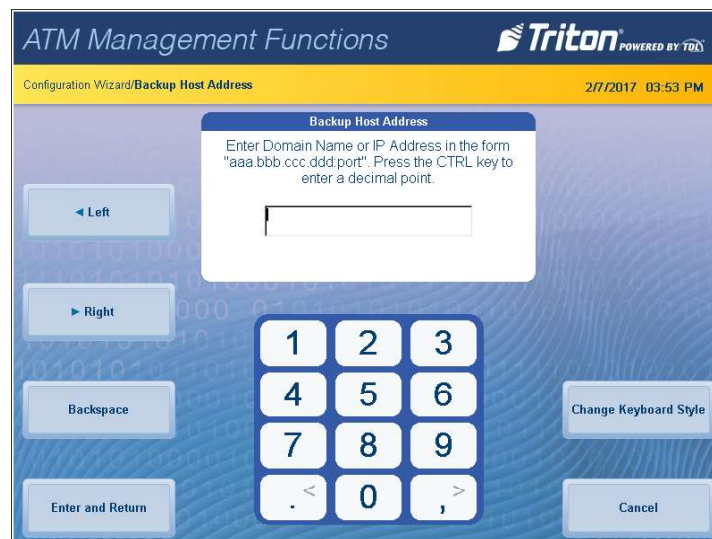 ATM Management Functions
Triton POWERED BY TDL
Configuration Wizard/Backup Host Address
2/7/2017 03:53 PM
Backup Host Address
Enter Domain Name or IP Address in the form
"aaa.bbb.ccc.ddd:port". Press the CTRL key to
enter a decimal point.
◄ Left
► Right
Backspace
Enter and Return
1 2 3
4 5 6
7 8 9
. < 0 , >
Change Keyboard Style
Cancel